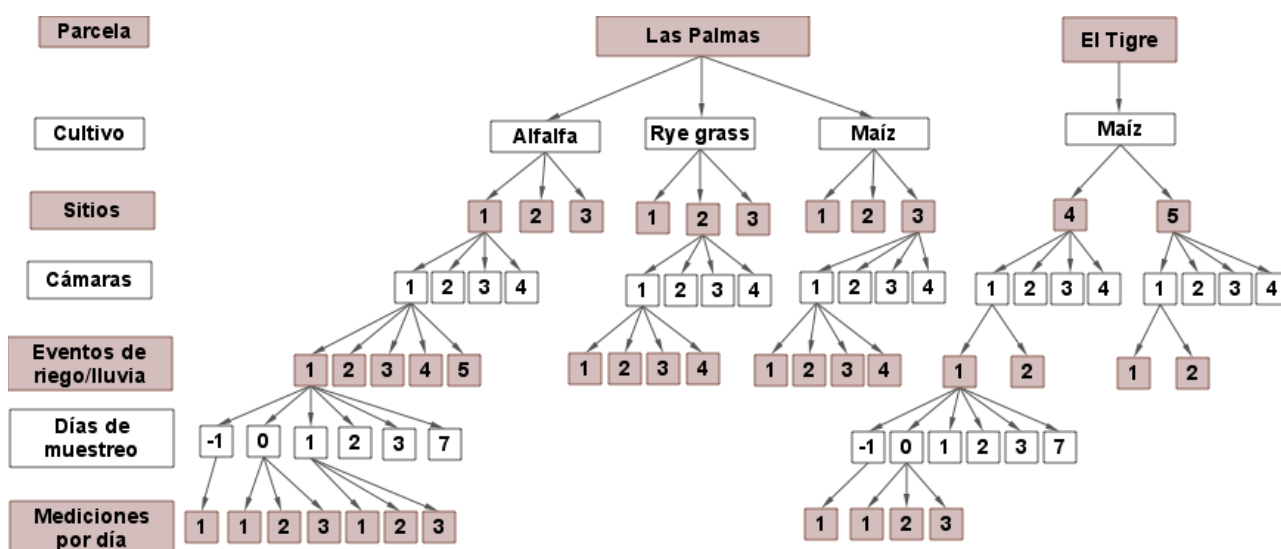 Parcela
Las Palmas
El Tigre
Cultivo
Alfalfa
Rye grass
Maíz
Maíz
Sitios
1 2 3 1 2 3 1 2 3 4 5
Cámaras
1 2 3 4 1 2 3 4 1 2 3 4 1 2 3 4 1 2 3 4
Eventos de
riego/lluvia
1 2 3 4 5 1 2 3 4 1 2 3 4 1 2 1 2
Días de
muestreo
-1 0 1 2 3 7 -1 0 1 2 3 7
Mediciones
por día
1 1 2 3 1 2 3 1 1 2 3